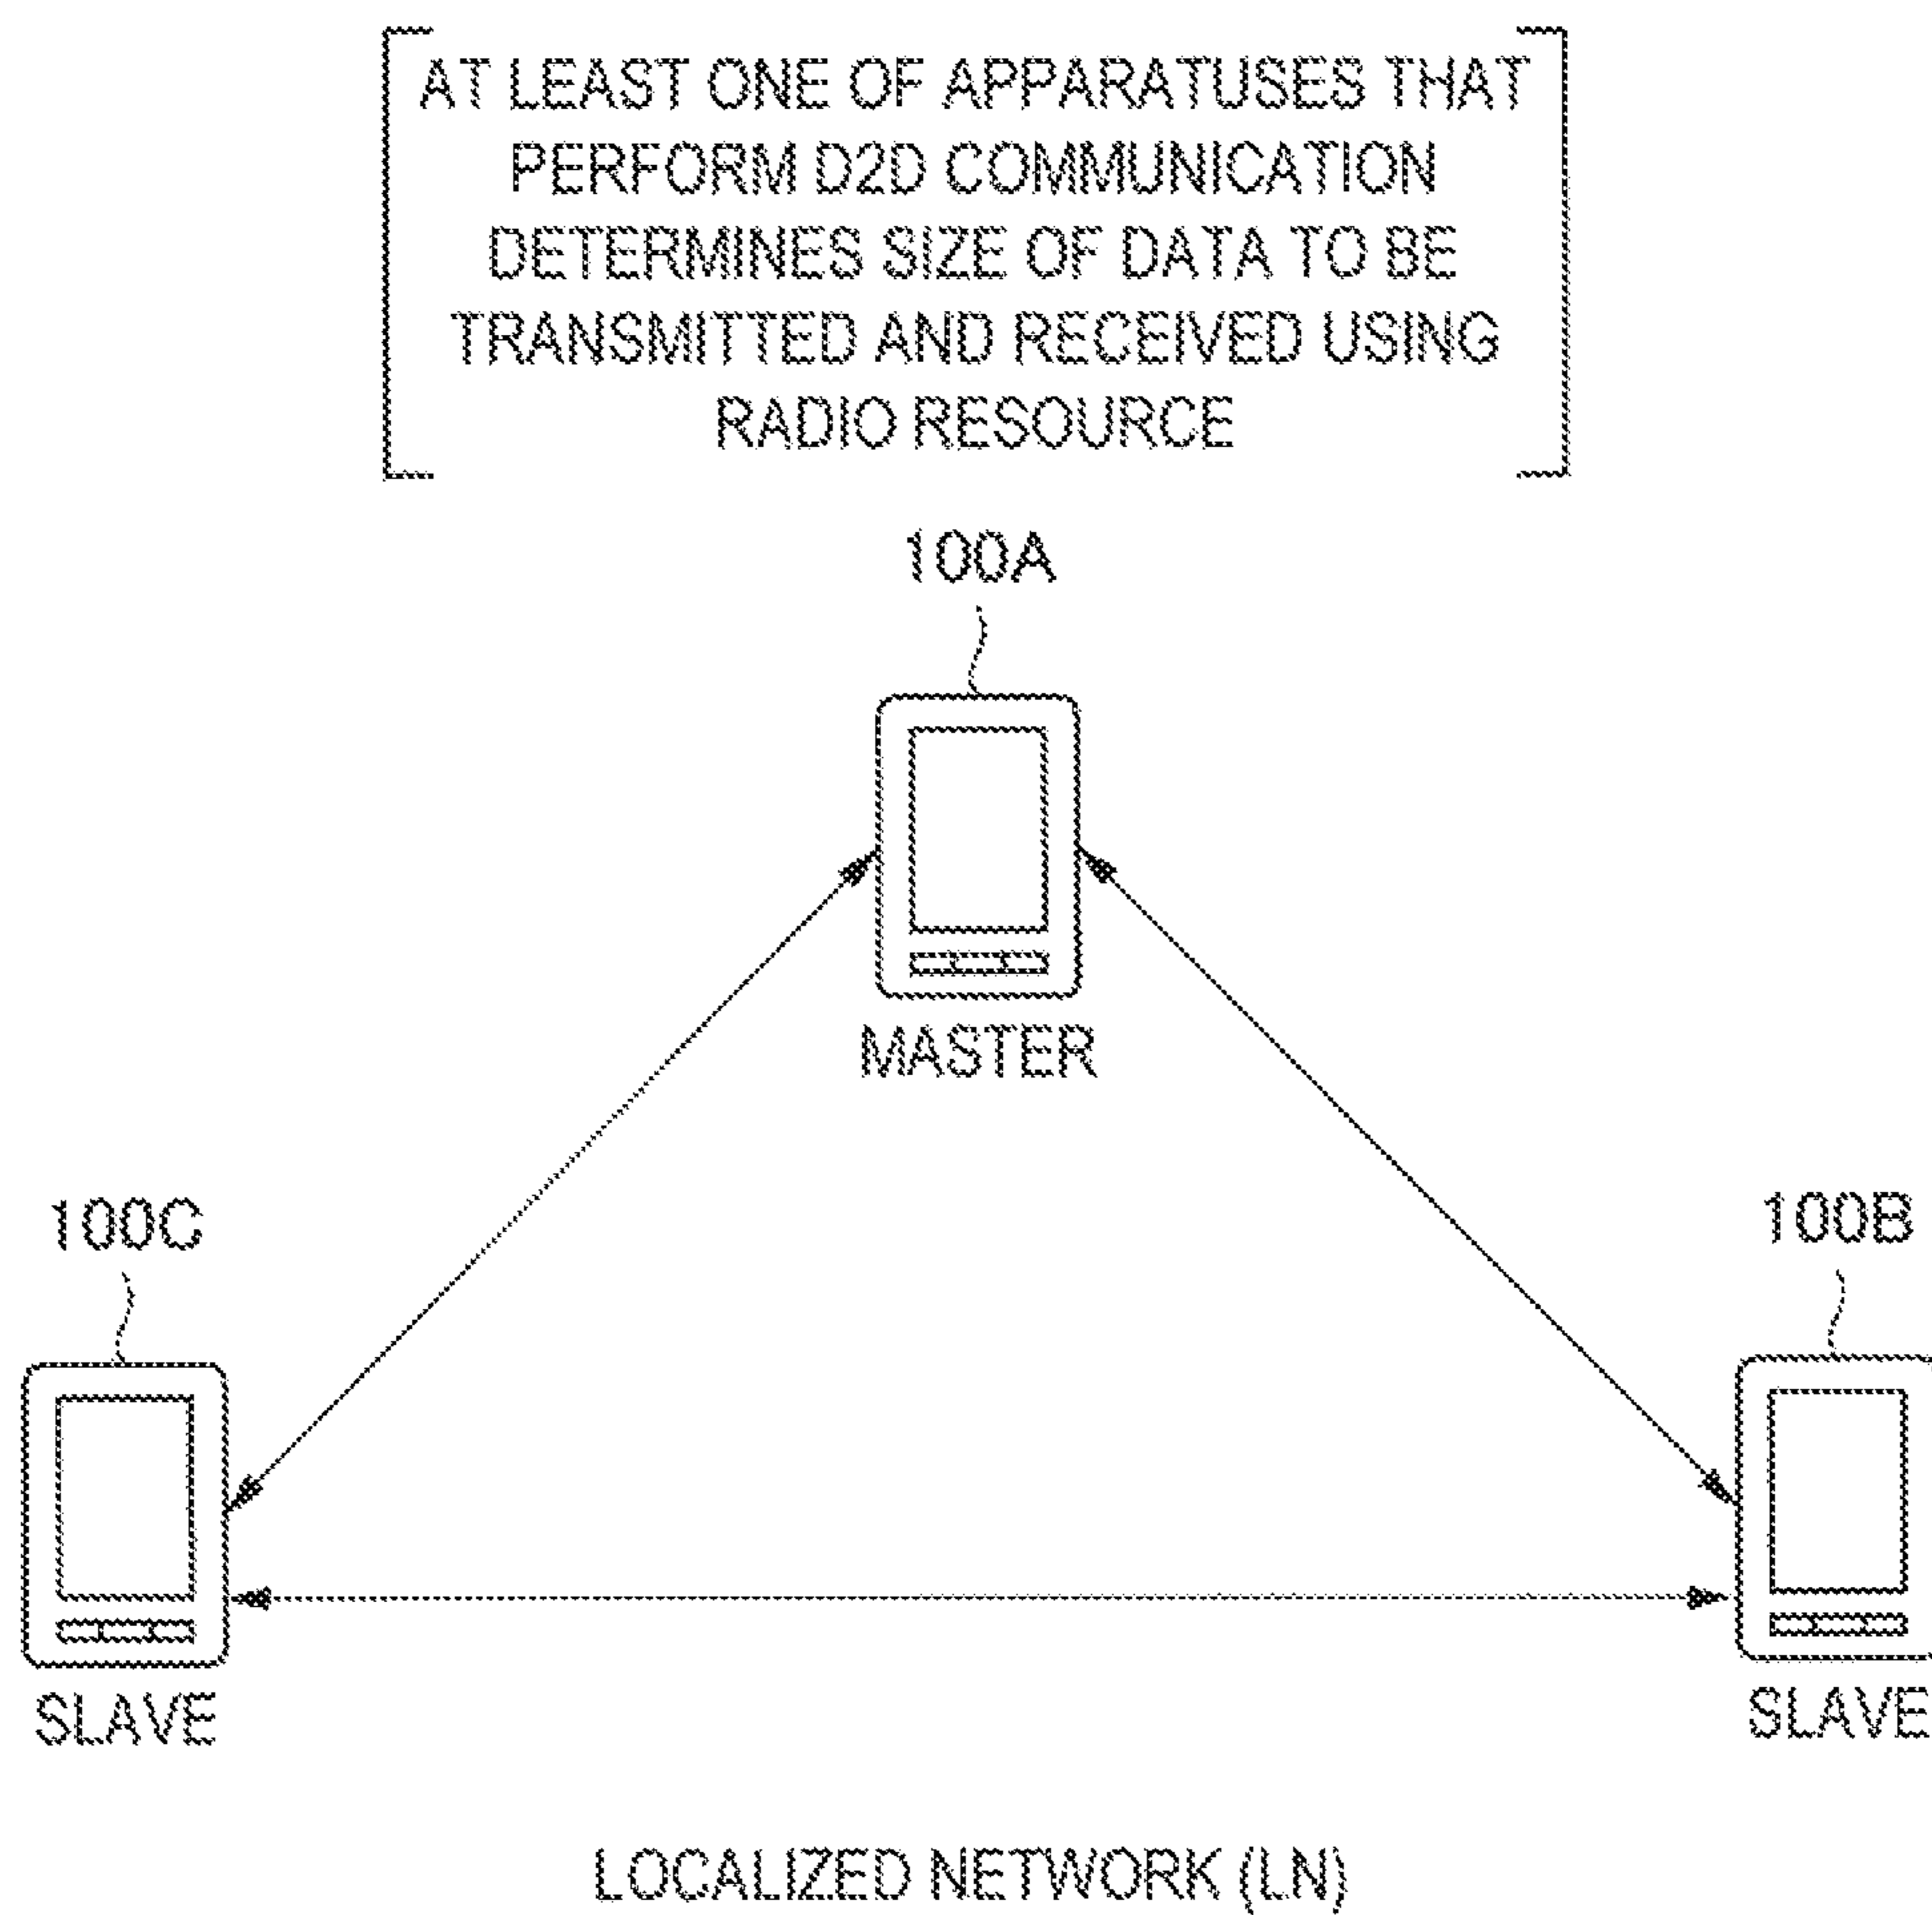 AT LEAST ONE OF APPARATUSES THAT
PERFORM D2D COMMUNICATION
DETERMINES SIZE OF DATA TO BE
TRANSMITTED AND RECEIVED USING
RADIO RESOURCE
100A
MASTER
100C
100B
SLAVE
SLAVE
LOCALIZED NETWORK (LN)